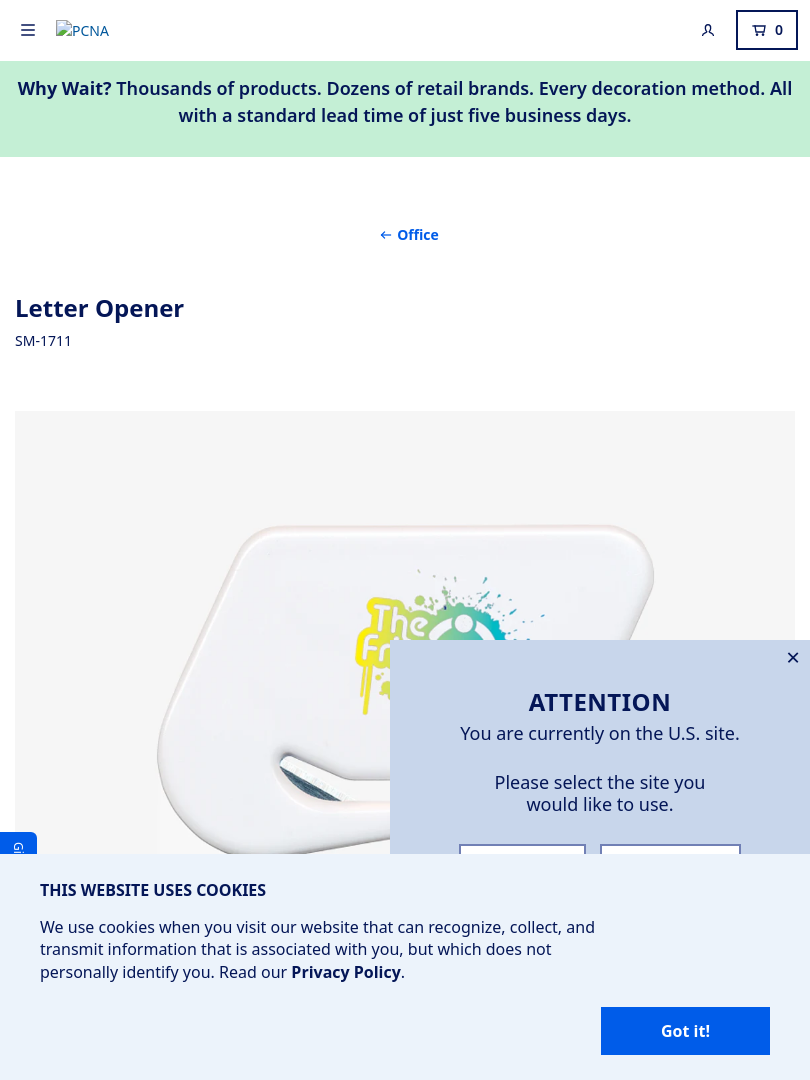 PCNA
0
Why Wait? Thousands of products. Dozens of retail brands. Every decoration method. All
with a standard lead time of just five business days.
Office
Letter Opener
SM-1711
The
ATTENTION
You are currently on the U.S. site.
Please select the site you
would like to use.
THIS WEBSITE USES COOKIES
We use cookies when you visit our website that can recognize, collect, and
transmit information that is associated with you, but which does not
personally identify you. Read our Privacy Policy.
Got it!